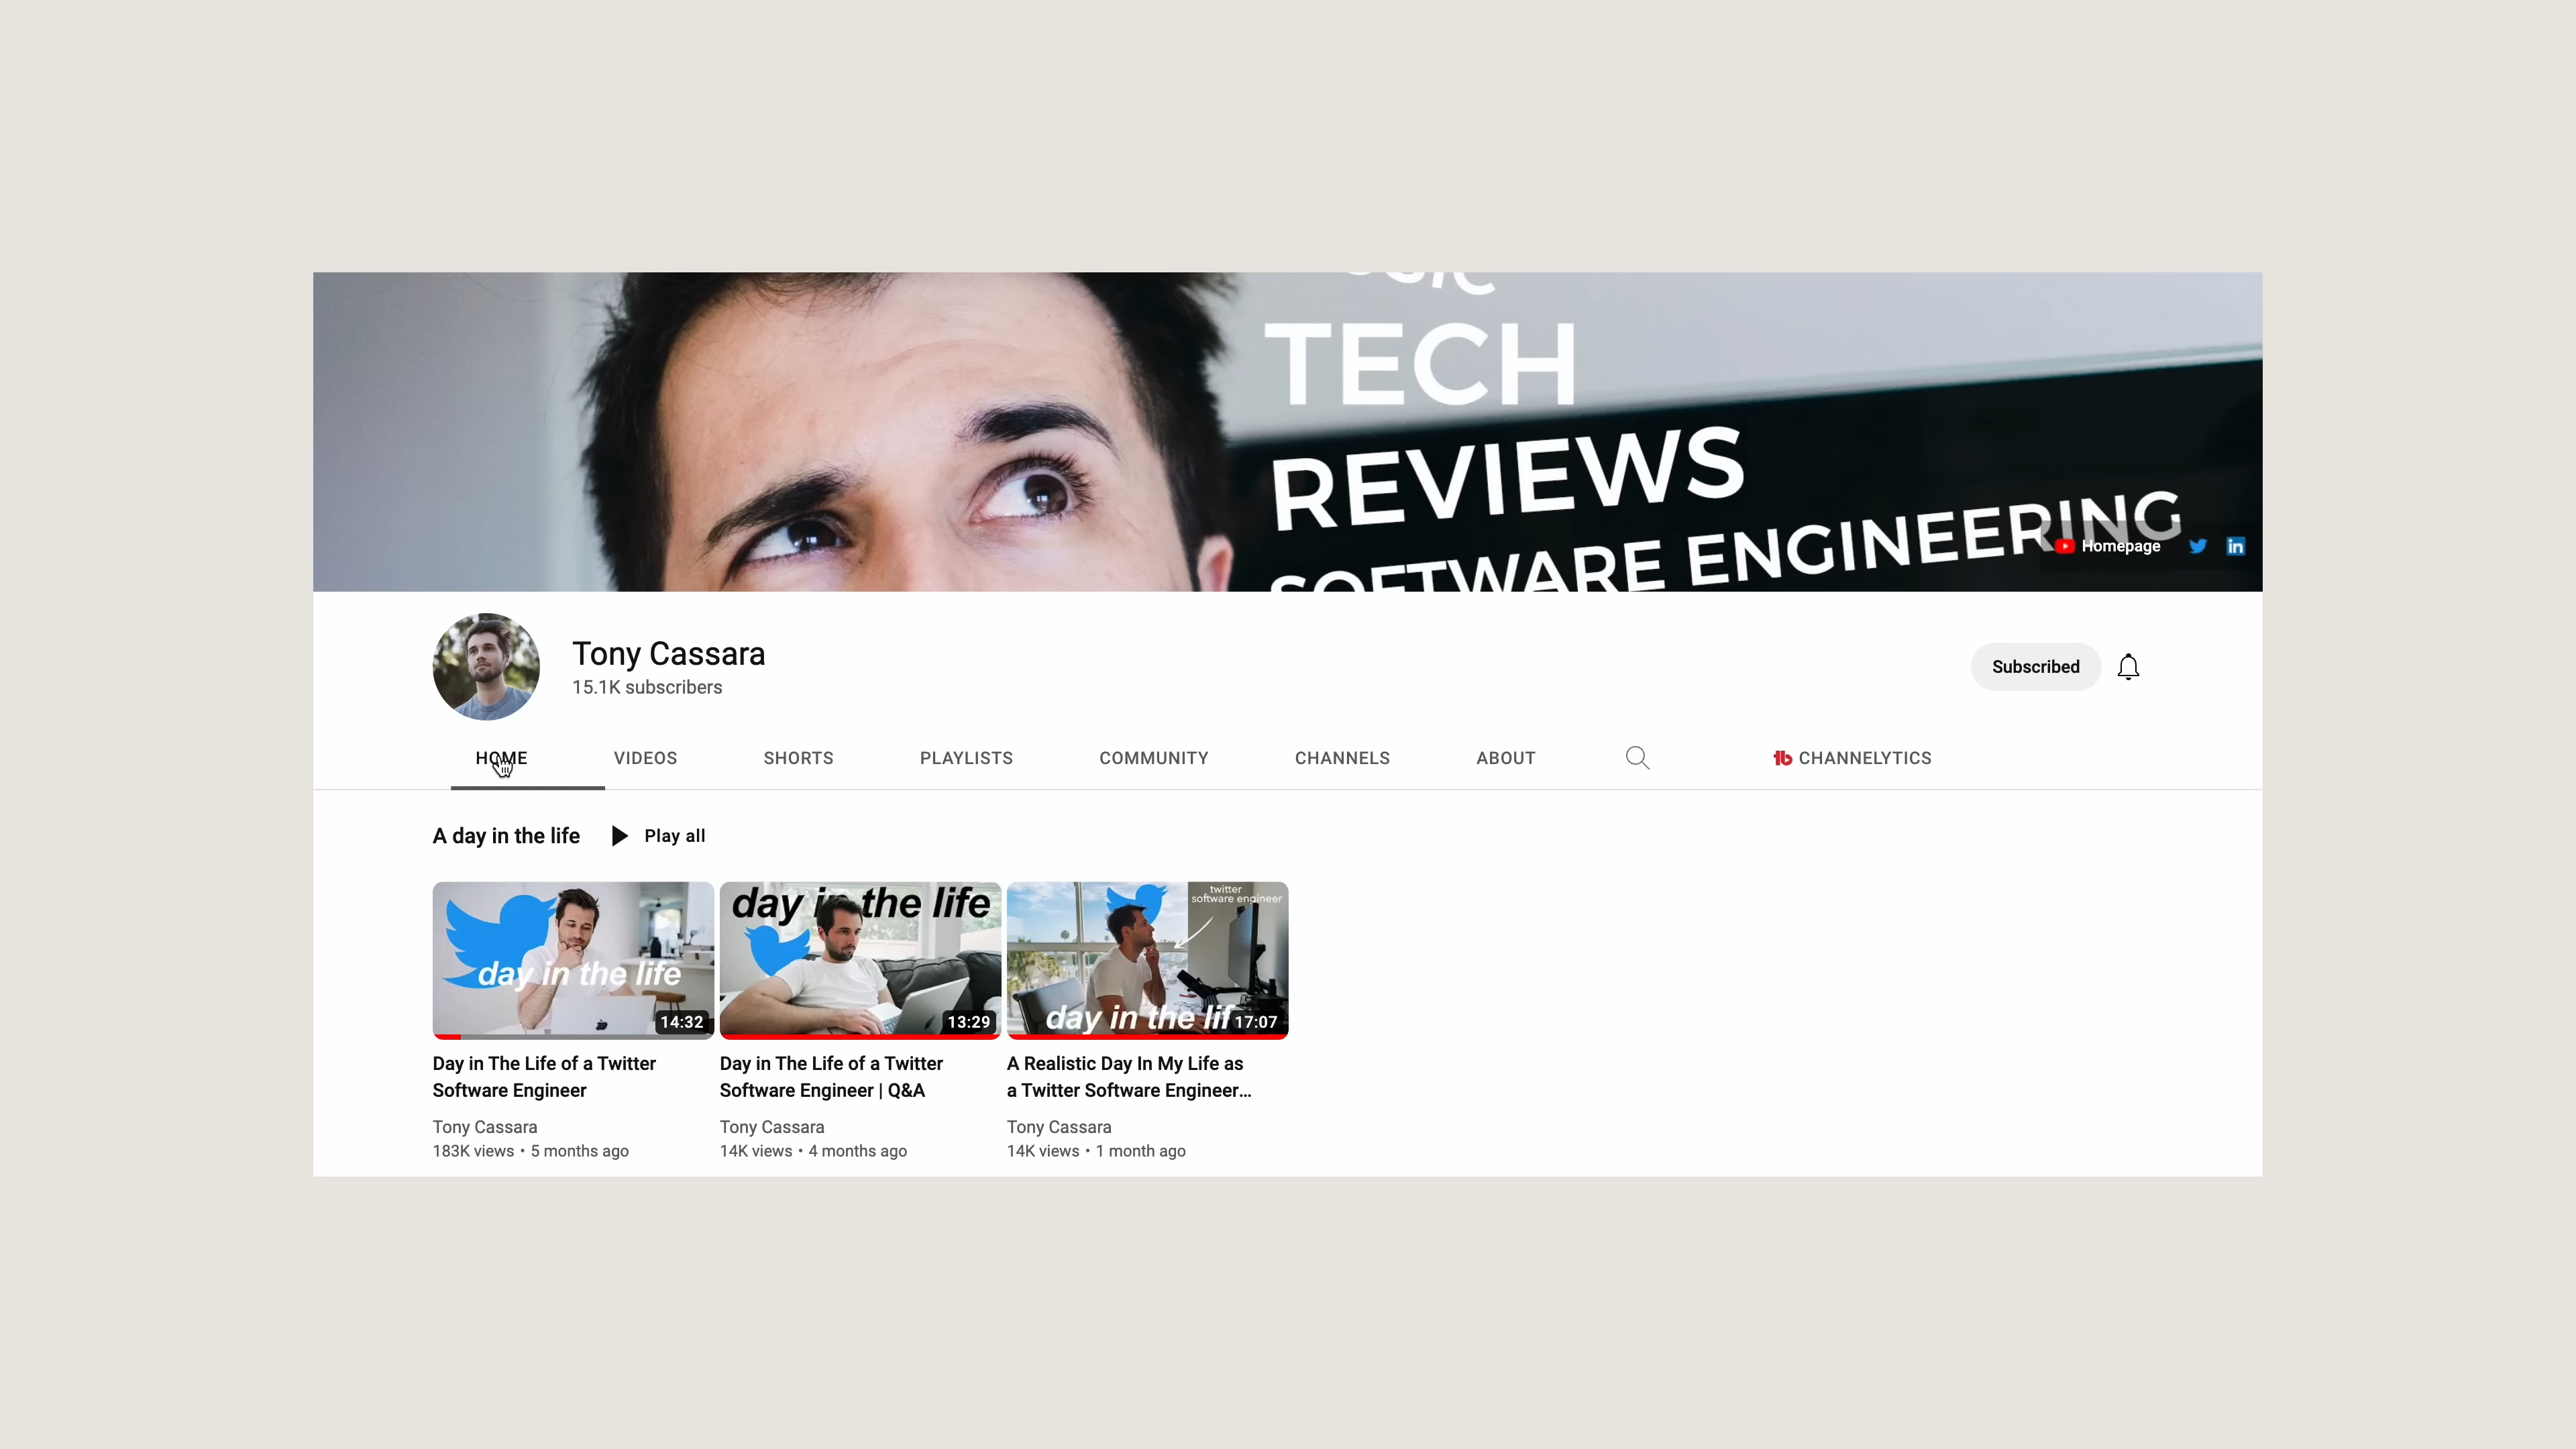 TECH
REVIEWS
SOFTWARE ENGINEERING
Homepage
Tony Cassara
15.1K subscribers
Subscribed
HOME
VIDEOS
SHORTS
PLAYLISTS
COMMUNITY
CHANNELS
ABOUT
CHANNELYTICS
A day in the life
Play all
day in the life
14:32
day in the life
13:29
twitter
software engineer
day in the lif
17:07
Day in The Life of a Twitter
Software Engineer
Tony Cassara
183K views • 5 months ago
Day in The Life of a Twitter
Software Engineer | Q&A
Tony Cassara
14K views • 4 months ago
A Realistic Day In My Life as
a Twitter Software Engineer...
Tony Cassara
14K views • 1 month ago